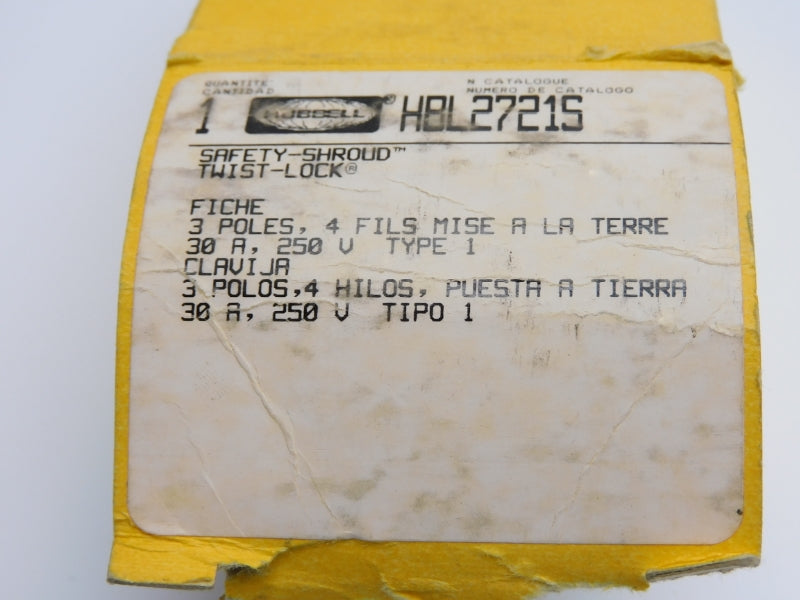 QUANTITE N CATALOGUE
CANTIDAD NUMERO DE CATALOGO
1 HUBBELL® HBL2721S
SAFETY-SHROUD™
TWIST-LOCK®
FICHE
3 POLES, 4 FILS MISE A LA TERRE
30 A, 250 V TYPE 1
CLAVIJA
3 POLOS,4 HILOS, PUESTA A TIERRA
30 A, 250 V TIPO 1